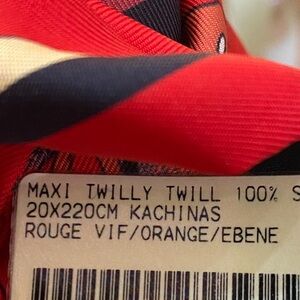 MAXI TWILLY TWILL 100% S
20X220CM KACHINAS
ROUGE VIF/ORANGE/EBENE